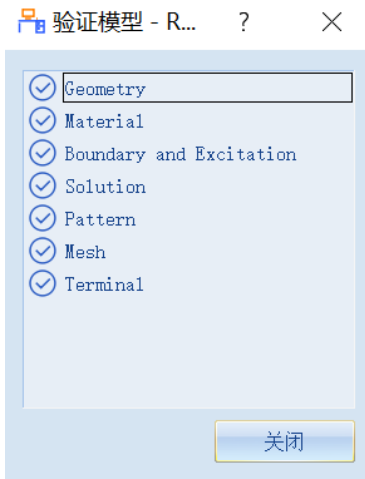 验证模型 - R... ?
Geometry
Material
Boundary and Excitation
Solution
Pattern
Mesh
Terminal
关闭